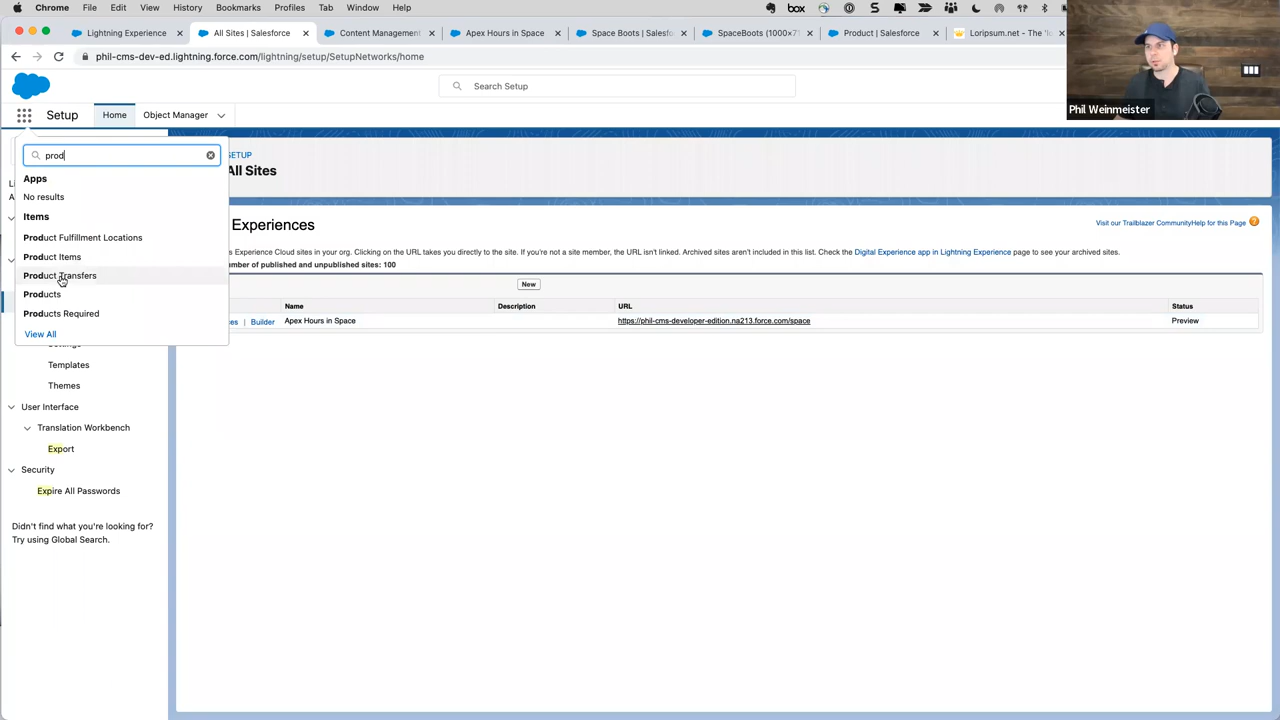 Chrome File Edit View History Bookmarks Profiles Tab Window Help
box
Lightning Experience
All Sites | Salesforce
Content Management
Apex Hours in Space
Space Boots | Salesf
SpaceBoots (1000×7
Product | Salesforce
Loripsum.net - The 'l
phil-cms-dev-ed.lightning.force.com/lightning/setup/SetupNetworks/home
Search Setup
Phil Weinmeister
Setup
Home
Object Manager
prod
Apps
No results
Items
Product Fulfillment Locations
Product Items
Product Transfers
Products
Products Required
View All
Templates
Themes
User Interface
Translation Workbench
Export
Security
Expire All Passwords
Didn't find what you're looking for?
Try using Global Search.
SETUP
All Sites
Experiences
Visit our Trailblazer Community
Help for this Page
s Experience Cloud sites in your org. Clicking on the URL takes you directly to the site. If you're not a site member, the URL isn't linked. Archived sites aren't included in this list. Check the Digital Experience app in Lightning Experience page to see your archived sites.
mber of published and unpublished sites: 100
New
Name Description URL Status
es | Builder Apex Hours in Space https://phil-cms-developer-edition.na213.force.com/space Preview